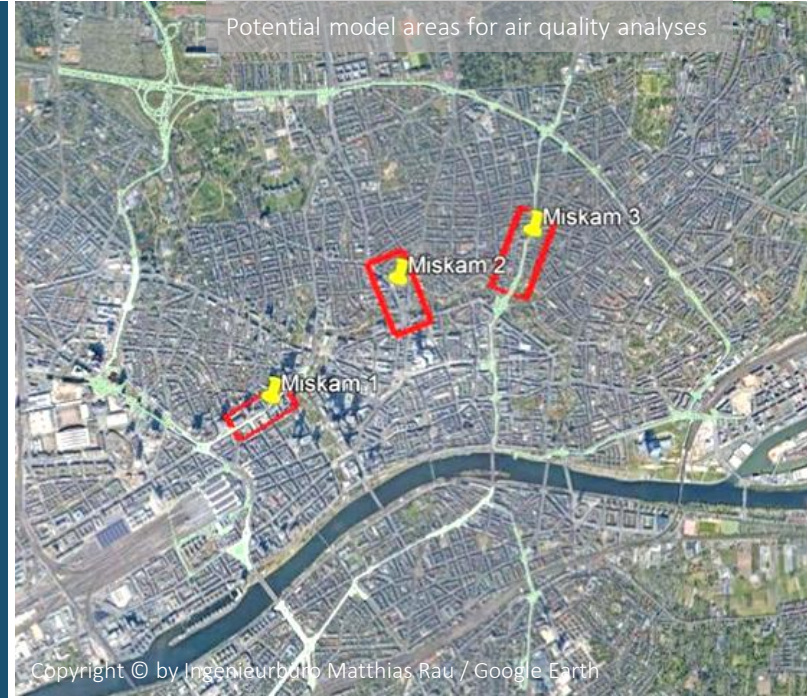 Potential model areas for air quality analyses
Miskam 3
Miskam 2
Miskam 1
Copyright © by Ingenieurbüro Matthias Rau / Google Earth